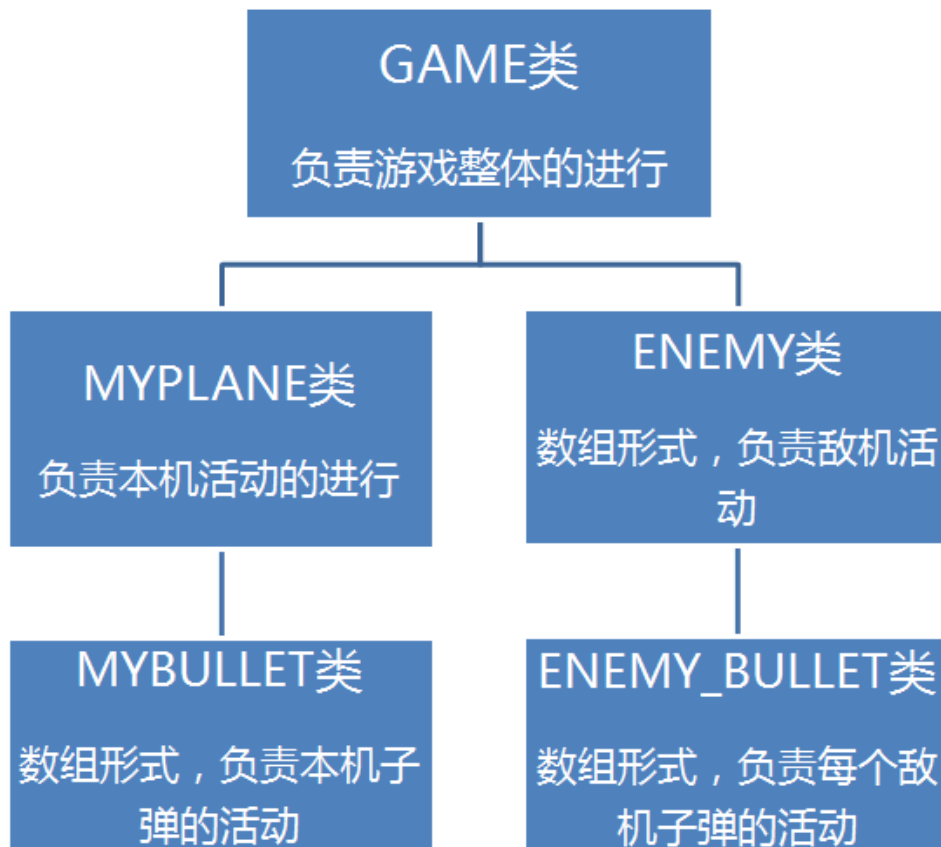 GAME类
负责游戏整体的进行
MYPLANE类
负责本机活动的进行
ENEMY类
数组形式，负责敌机活
动
MYBULLET类
数组形式，负责本机子
弹的活动
ENEMY_BULLET类
数组形式，负责每个敌
机子弹的活动